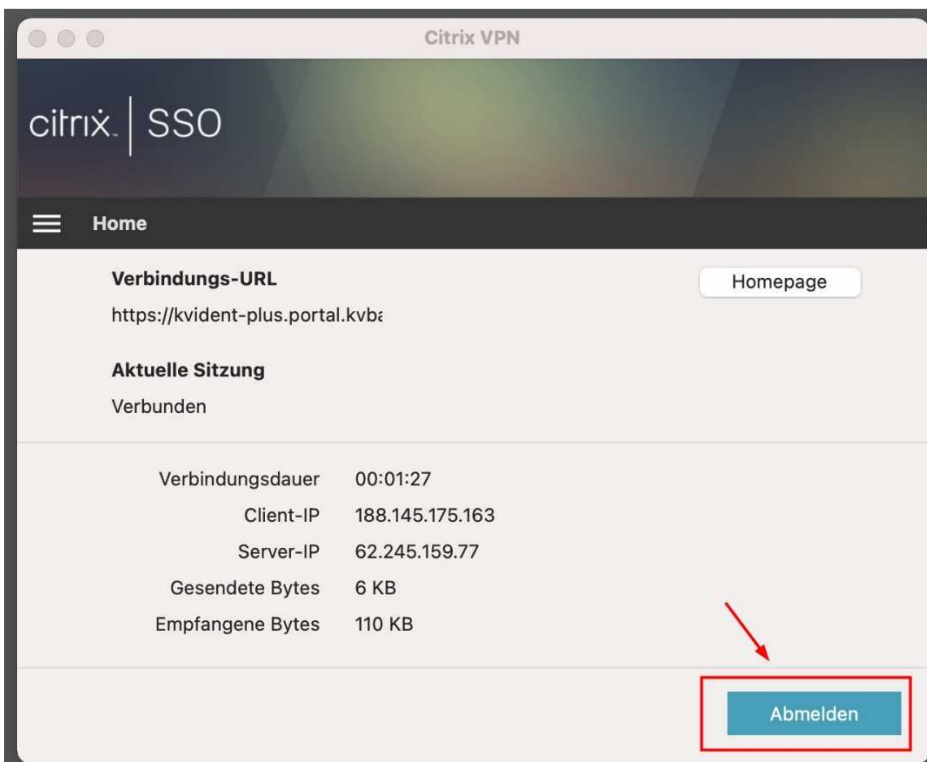 Citrix VPN
citrix. SSO
Home
Verbindungs-URL
Homepage
https://kvident-plus.portal.kvba
Aktuelle Sitzung
Verbunden
Verbindungsdauer 00:01:27
Client-IP 188.145.175.163
Server-IP 62.245.159.77
Gesendete Bytes 6 KB
Empfangene Bytes 110 KB
Abmelden